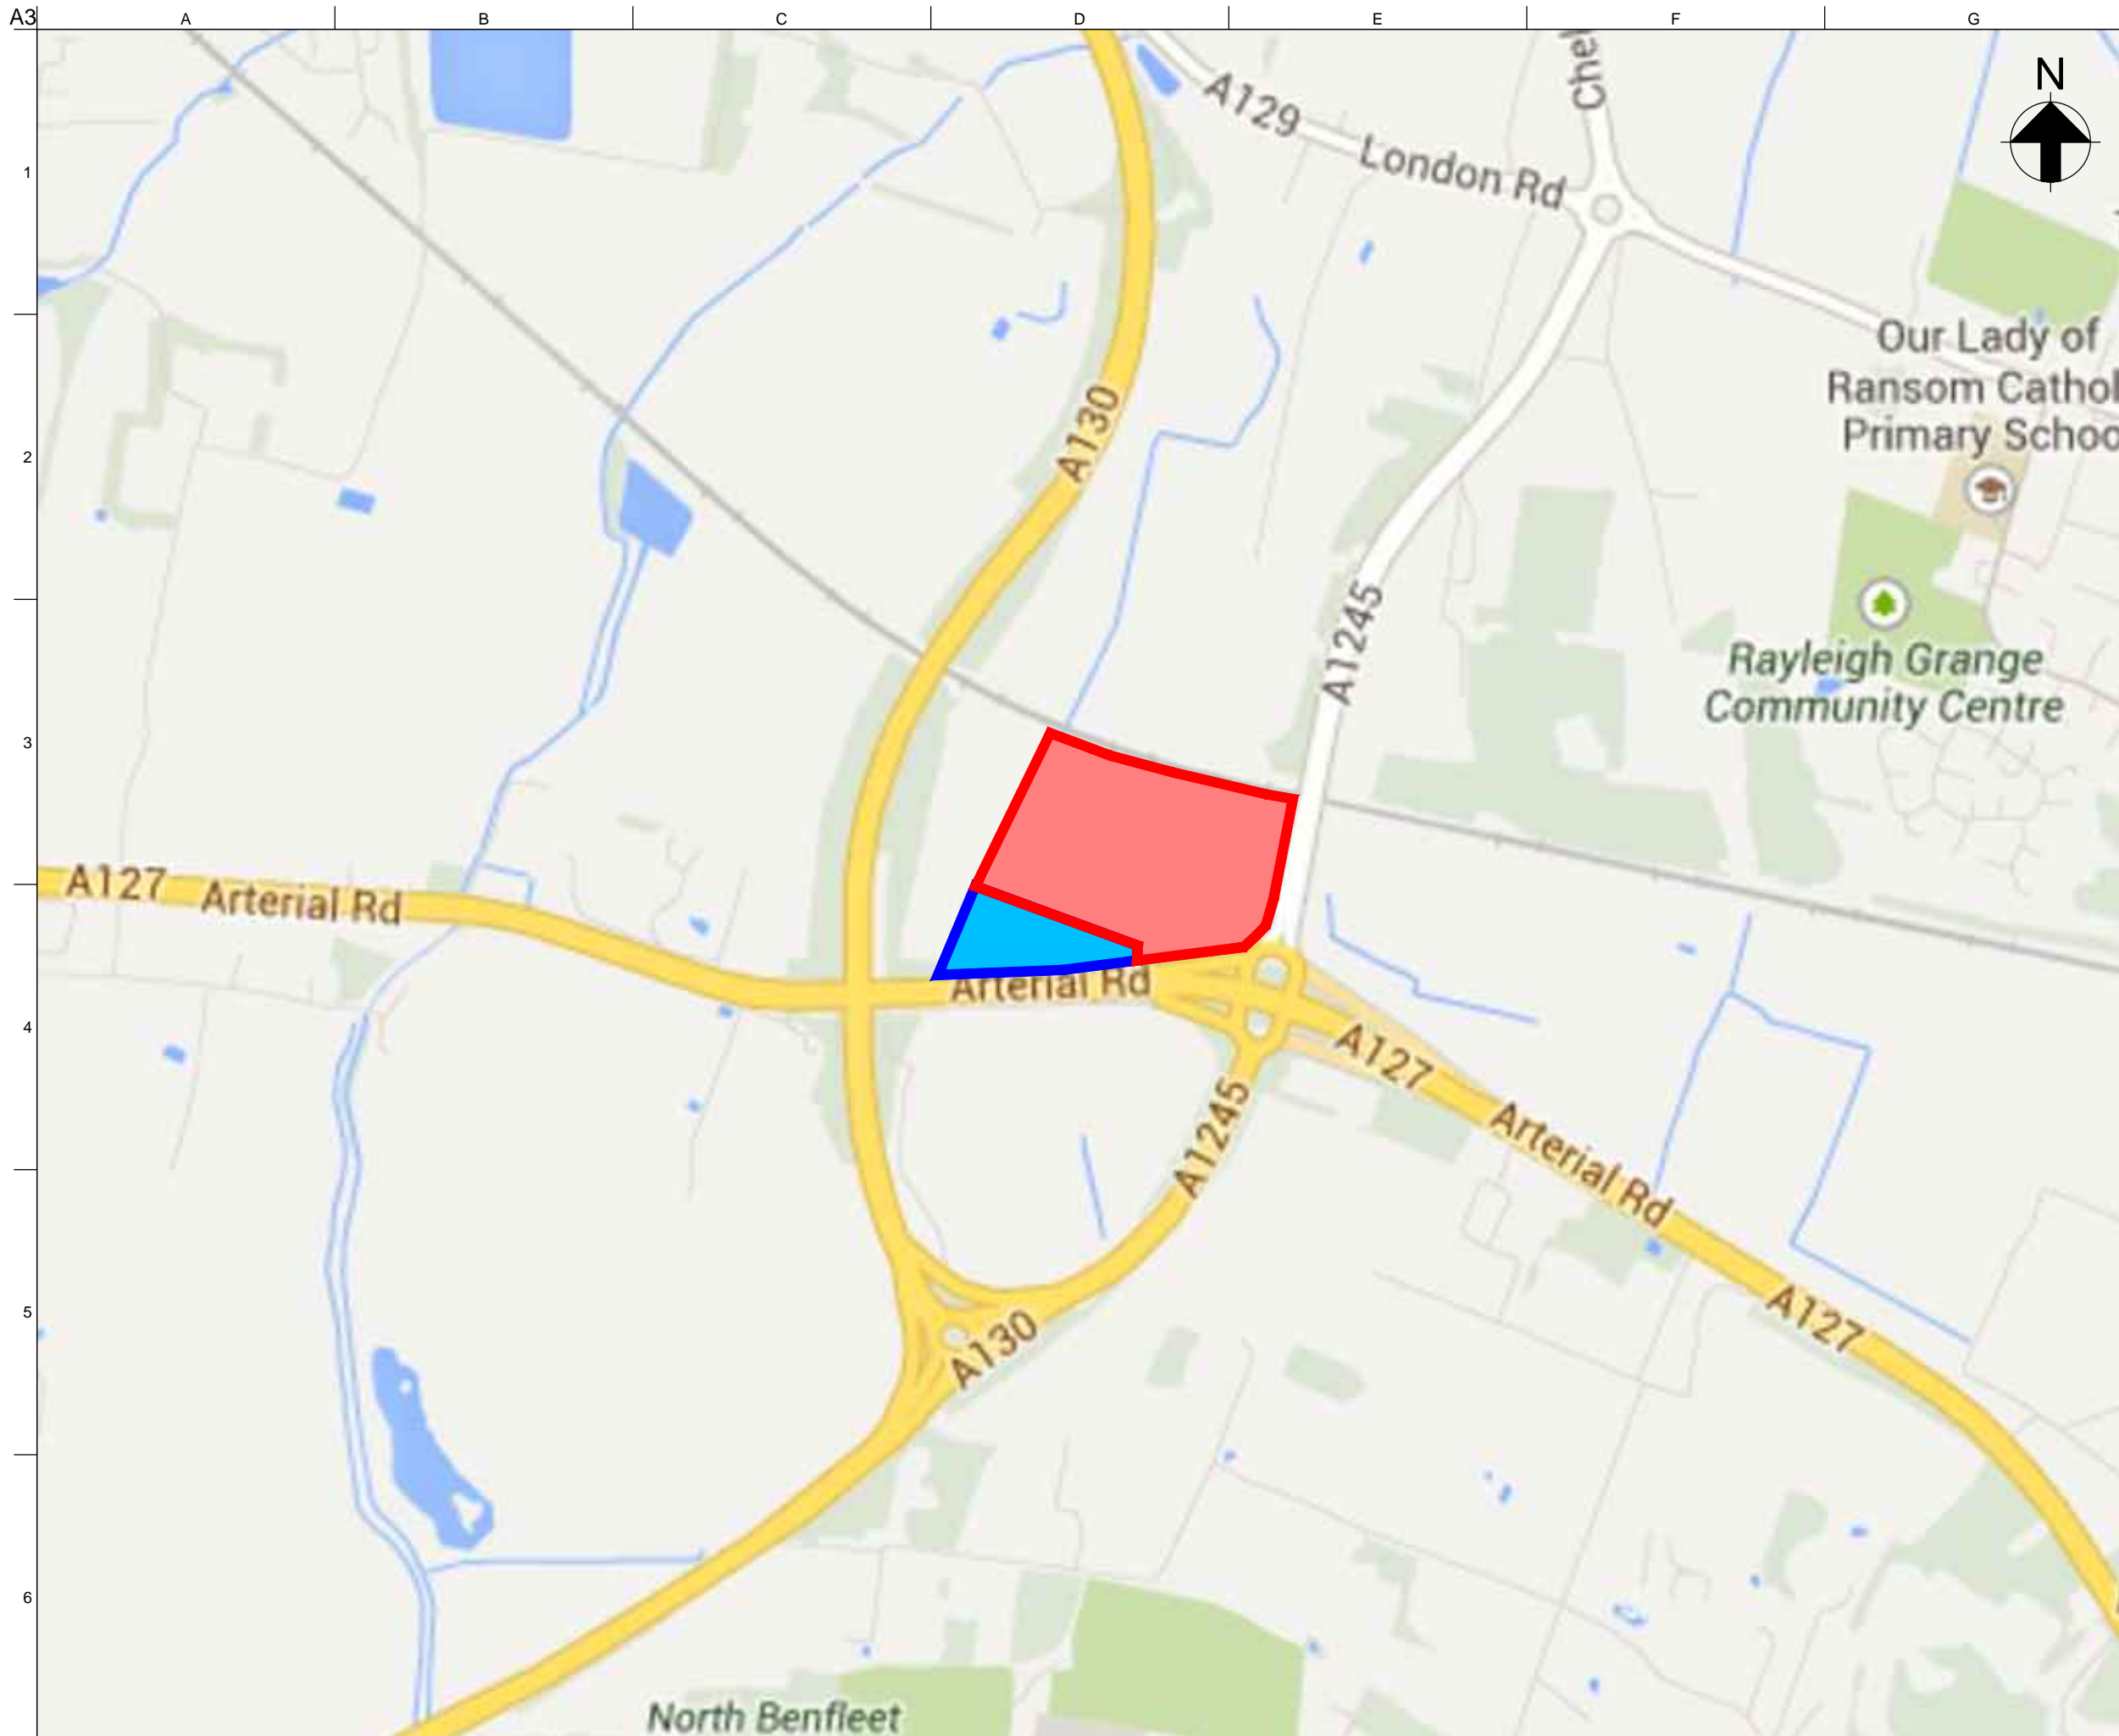 A3
A
B
C
D
E
F
G
N
1
2
3
4
5
6
A129
London Rd
Chel
Our Lady of
Ransom Cathol
Primary Schoo
A130
A1245
Rayleigh Grange
Community Centre
A127
Arterial Rd
Arterial Rd
A127
A1245
Arterial Rd
A127
A130
North Benfleet